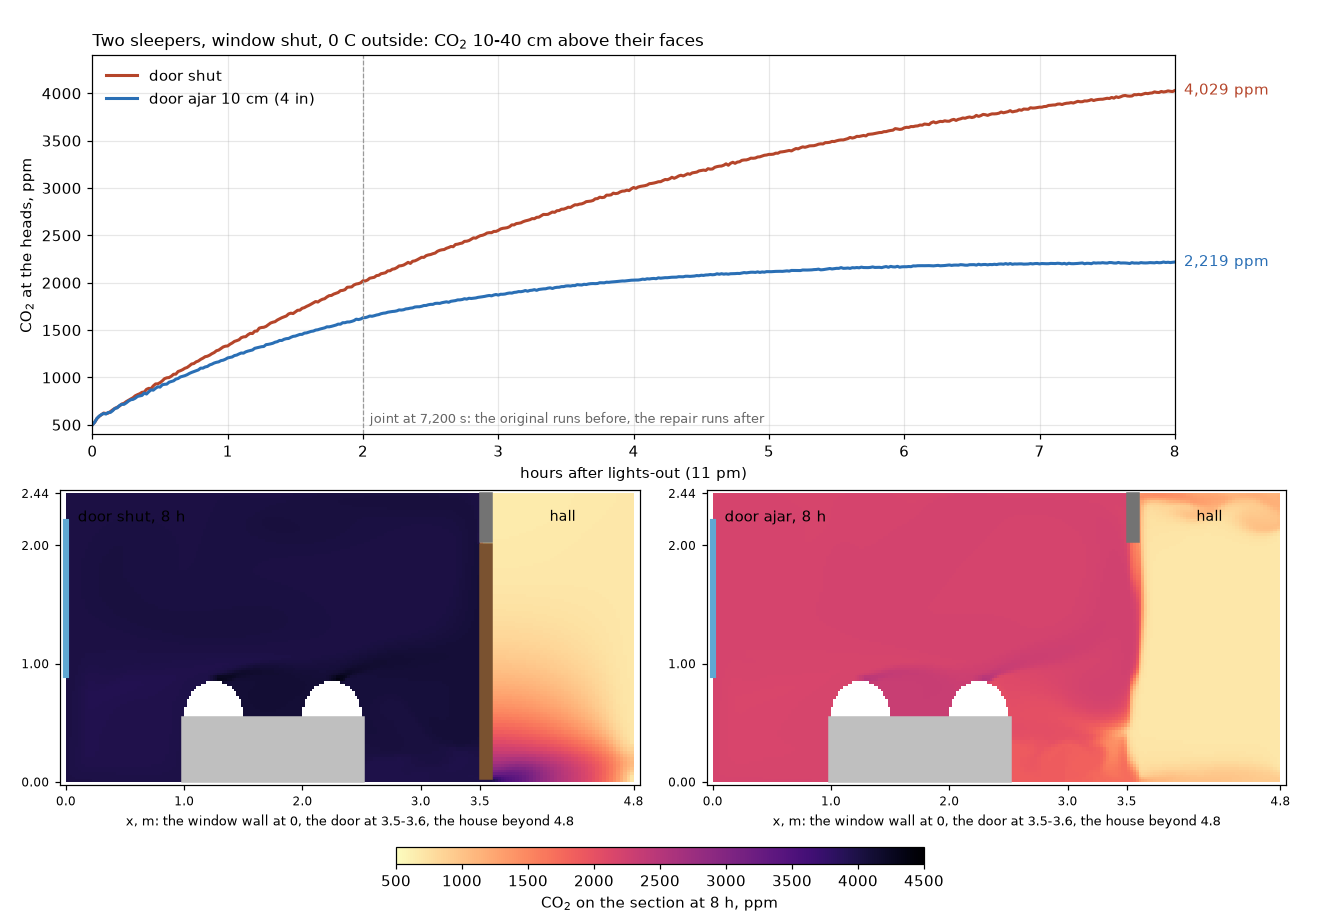 Two sleepers, window shut, 0 C outside: CO₂ 10-40 cm above their faces
door shut
door ajar 10 cm (4 in)
CO₂ at the heads, ppm
4000
3500
3000
2500
2000
1500
1000
500
4,029 ppm
2,219 ppm
joint at 7,200 s: the original runs before, the repair runs after
0 1 2 3 4 5 6 7 8
hours after lights-out (11 pm)
2.44
2.00
1.00
0.00
door shut, 8 h
hall
0.0 1.0 2.0 3.0 3.5 4.8
x, m: the window wall at 0, the door at 3.5-3.6, the house beyond 4.8
2.44
2.00
1.00
0.00
door ajar, 8 h
hall
0.0 1.0 2.0 3.0 3.5 4.8
x, m: the window wall at 0, the door at 3.5-3.6, the house beyond 4.8
500 1000 1500 2000 2500 3000 3500 4000 4500
CO₂ on the section at 8 h, ppm